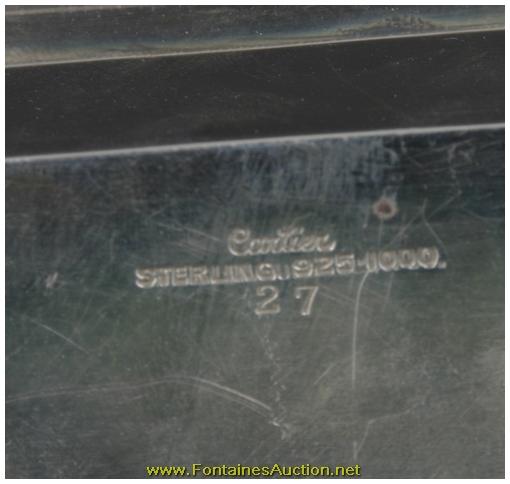 Cartier
STERLING 925-1000.
27
www.FontainesAuction.net